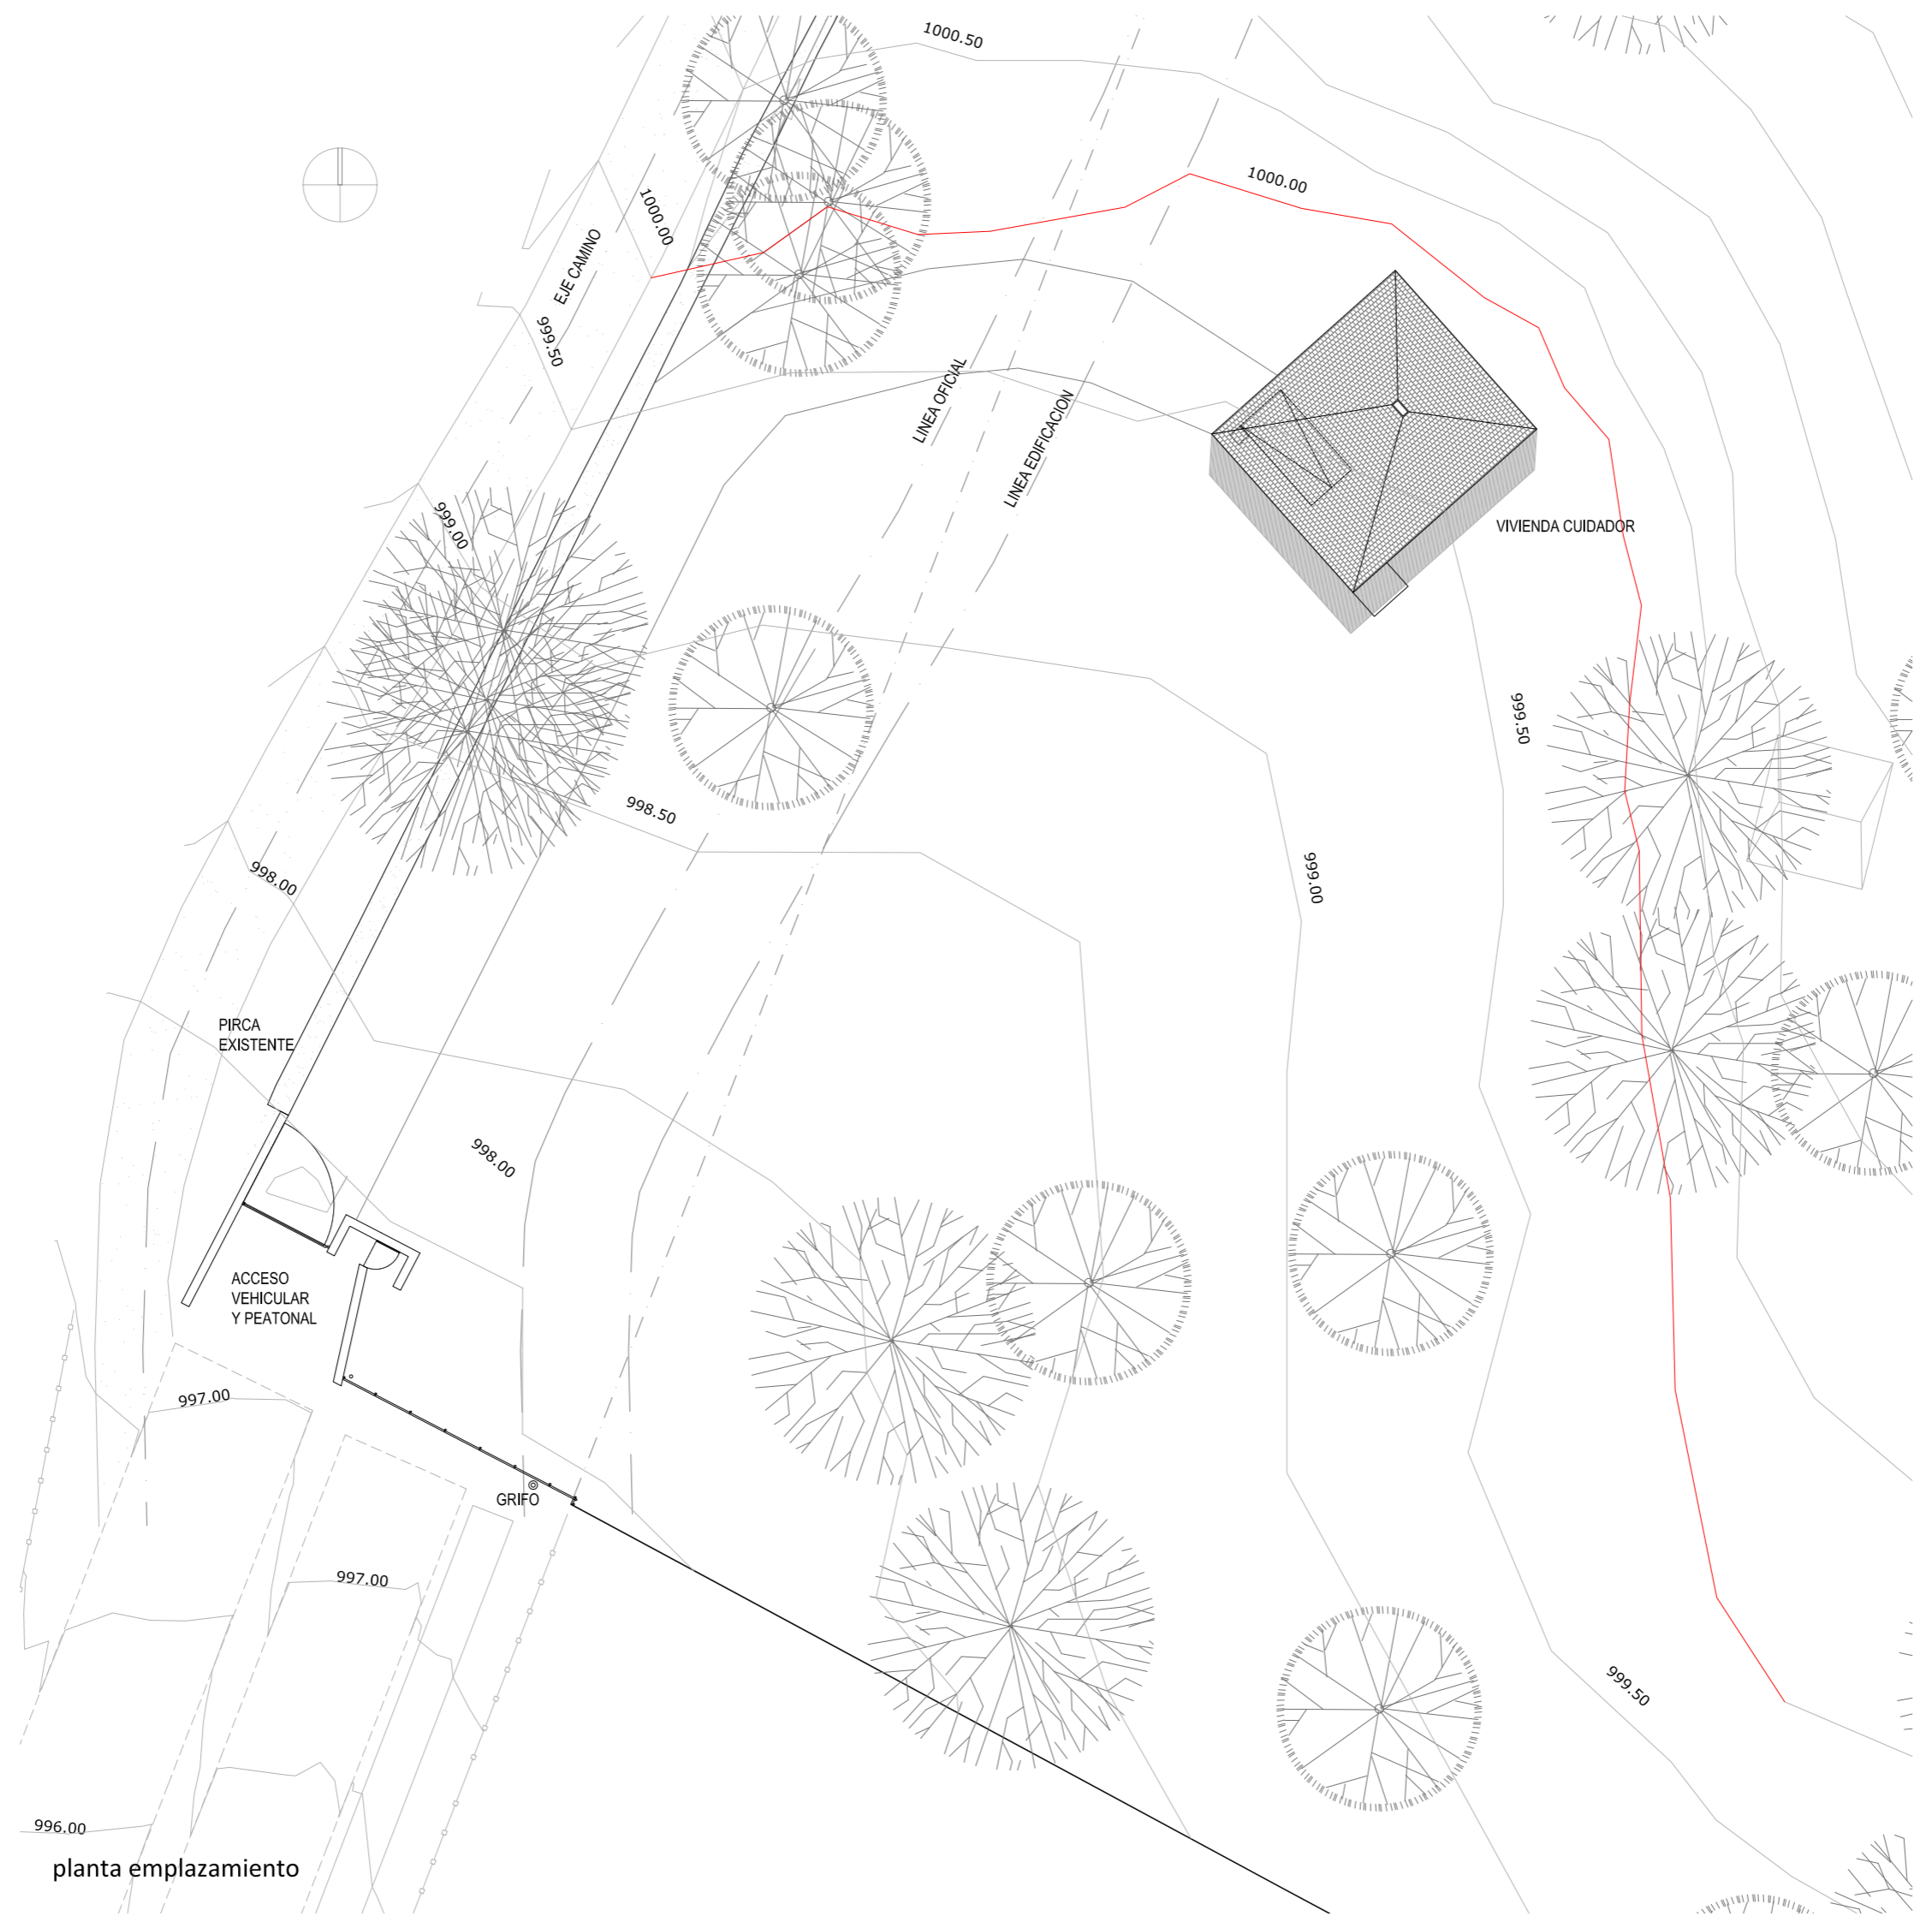 1000.50
1000.00
1000.00
EJE CAMINO
999.50
LINEA OFICIAL
LINEA EDIFICACION
999.00
VIVIENDA CUIDADOR
999.50
998.50
999.00
998.00
PIRCA
EXISTENTE
998.00
ACCESO
VEHICULAR
Y PEATONAL
997.00
GRIFO
997.00
999.50
996.00
planta emplazamiento